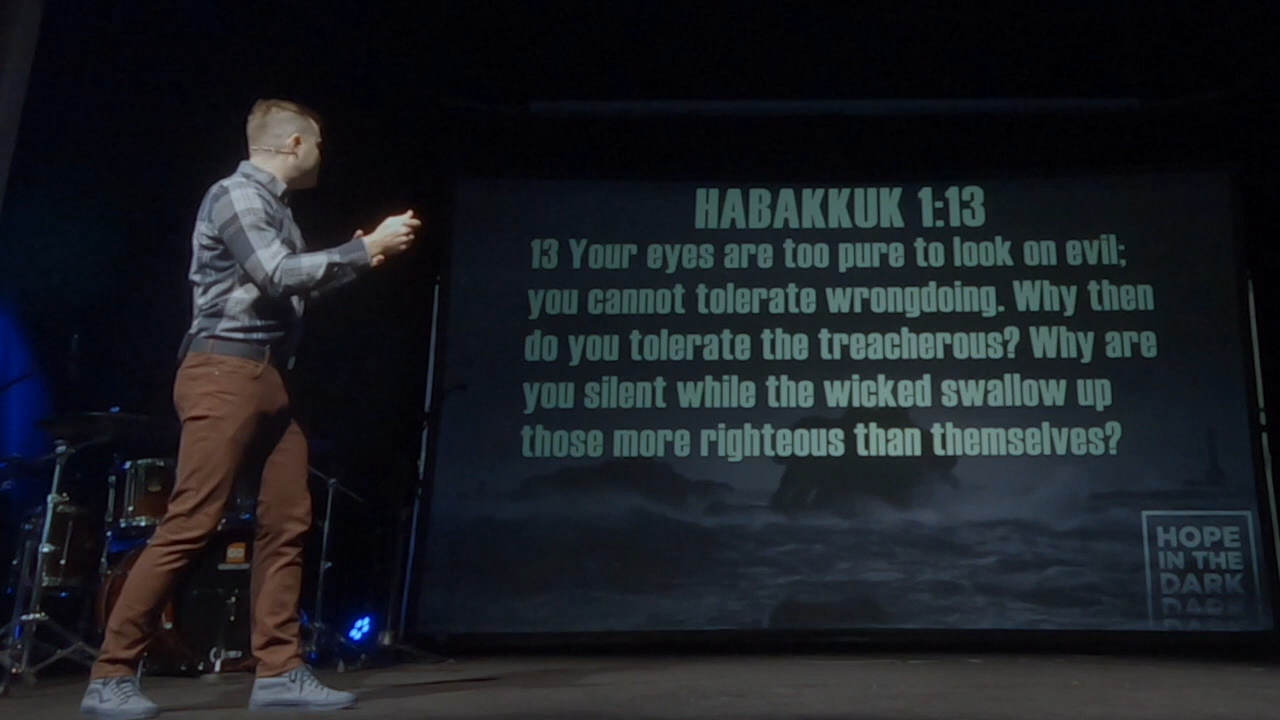 HABAKKUK 1:13
13 Your eyes are too pure to look on evil;
you cannot tolerate wrongdoing. Why then
do you tolerate the treacherous? Why are
you silent while the wicked swallow up
those more righteous than themselves?
HOPE
IN THE
DARK
DARK